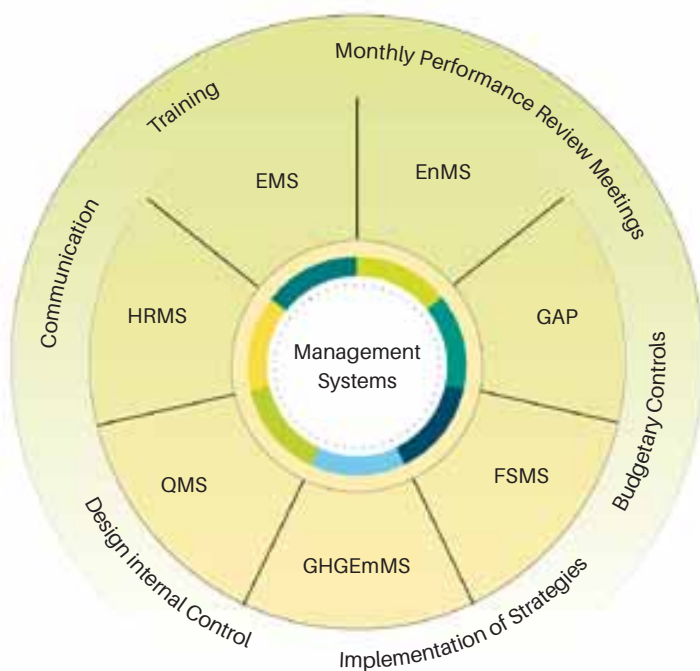 Monthly Performance Review Meetings
Training
EMS
EnMS
Communication
HRMS
GAP
Management
Systems
Budgetary Controls
QMS
FSMS
GHGEmMS
Design internal Control
Implementation of Strategies